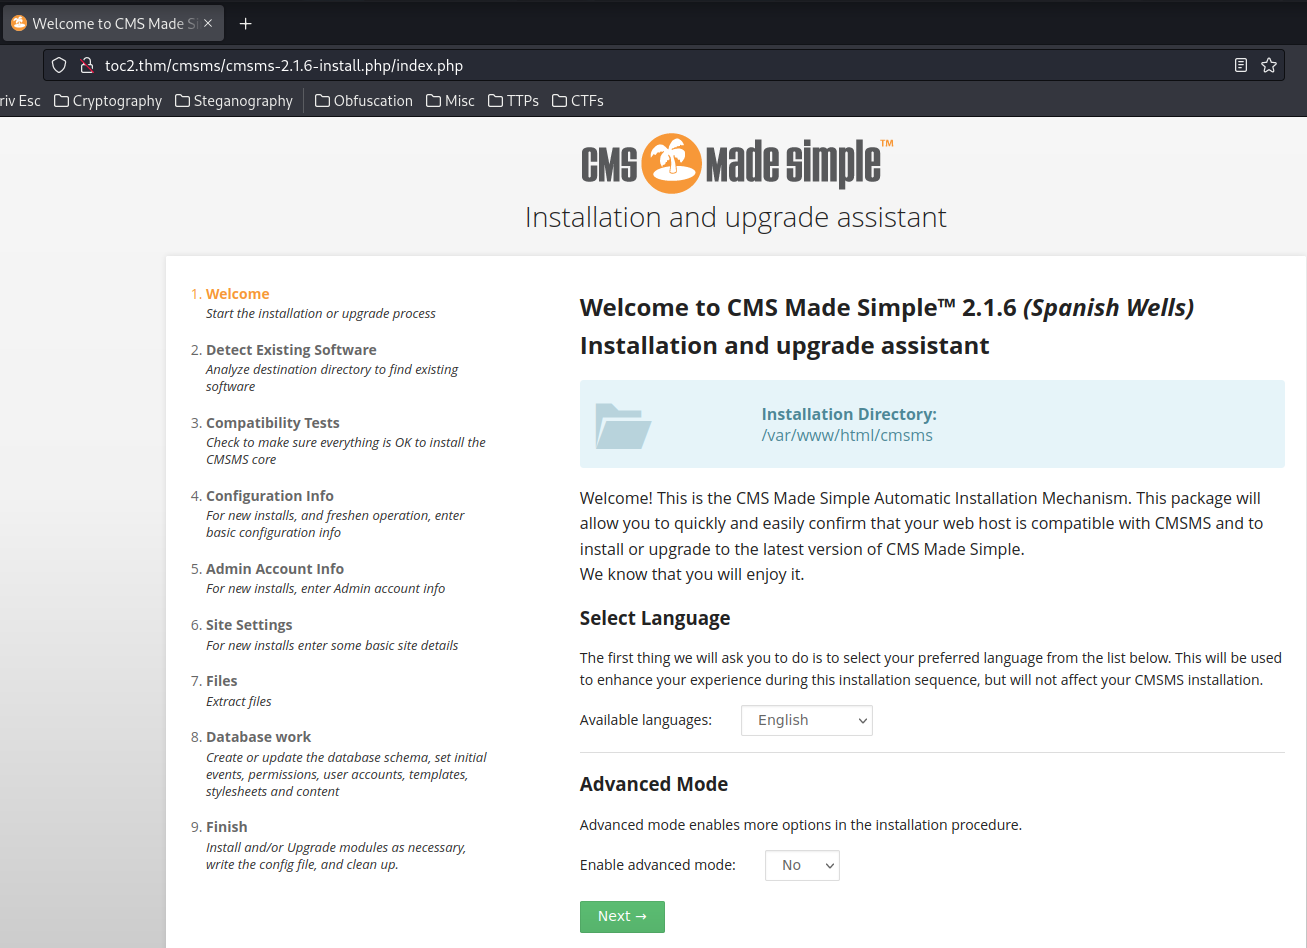 Welcome to CMS Made Si
toc2.thm/cmsms/cmsms-2.1.6-install.php/index.php
riv Esc Cryptography Steganography Obfuscation Misc TTPs CTFs
CMS made simple™
Installation and upgrade assistant
1. Welcome
Start the installation or upgrade process
2. Detect Existing Software
Analyze destination directory to find existing
software
3. Compatibility Tests
Check to make sure everything is OK to install the
CMSMS core
4. Configuration Info
For new installs, and freshen operation, enter
basic configuration info
5. Admin Account Info
For new installs, enter Admin account info
6. Site Settings
For new installs enter some basic site details
7. Files
Extract files
8. Database work
Create or update the database schema, set initial
events, permissions, user accounts, templates,
stylesheets and content
9. Finish
Install and/or Upgrade modules as necessary,
write the config file, and clean up.
Welcome to CMS Made Simple™ 2.1.6 (Spanish Wells)
Installation and upgrade assistant
Installation Directory:
/var/www/html/cmsms
Welcome! This is the CMS Made Simple Automatic Installation Mechanism. This package will
allow you to quickly and easily confirm that your web host is compatible with CMSMS and to
install or upgrade to the latest version of CMS Made Simple.
We know that you will enjoy it.
Select Language
The first thing we will ask you to do is to select your preferred language from the list below. This will be used
to enhance your experience during this installation sequence, but will not affect your CMSMS installation.
Available languages: English
Advanced Mode
Advanced mode enables more options in the installation procedure.
Enable advanced mode: No
Next →